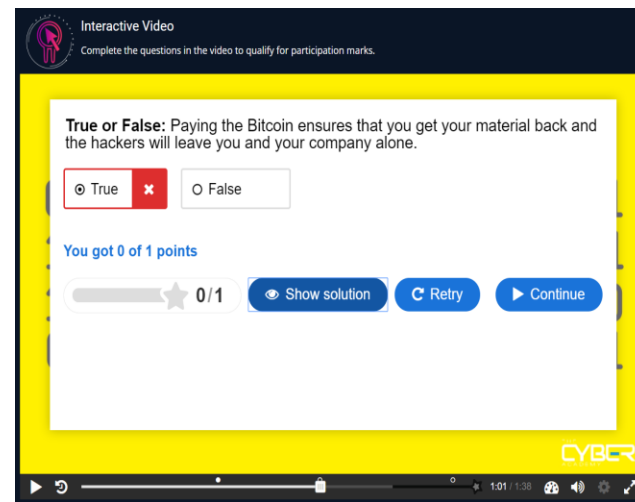 Interactive Video
Complete the questions in the video to qualify for participation marks.
True or False: Paying the Bitcoin ensures that you get your material back and
the hackers will leave you and your company alone.
True
False
You got 0 of 1 points
0/1
Show solution
Retry
Continue
CYBER
1:01 / 1:38